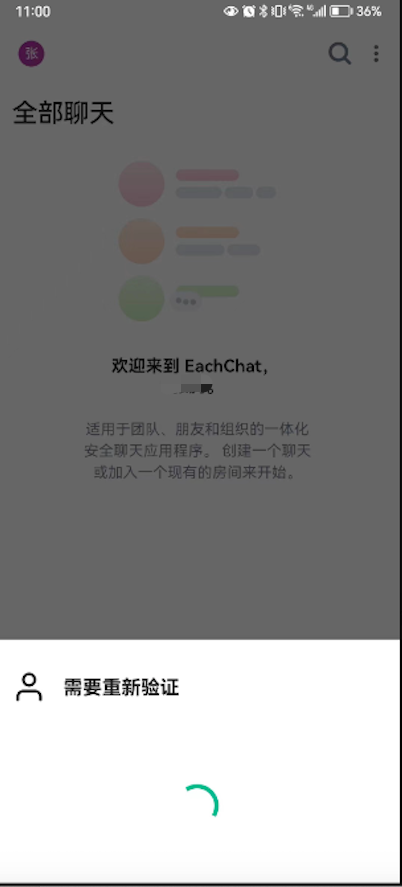 11:00
36%
张
全部聊天
欢迎来到 EachChat,
适用于团队、朋友和组织的一体化
安全聊天应用程序。 创建一个聊天
或加入一个现有的房间来开始。
需要重新验证